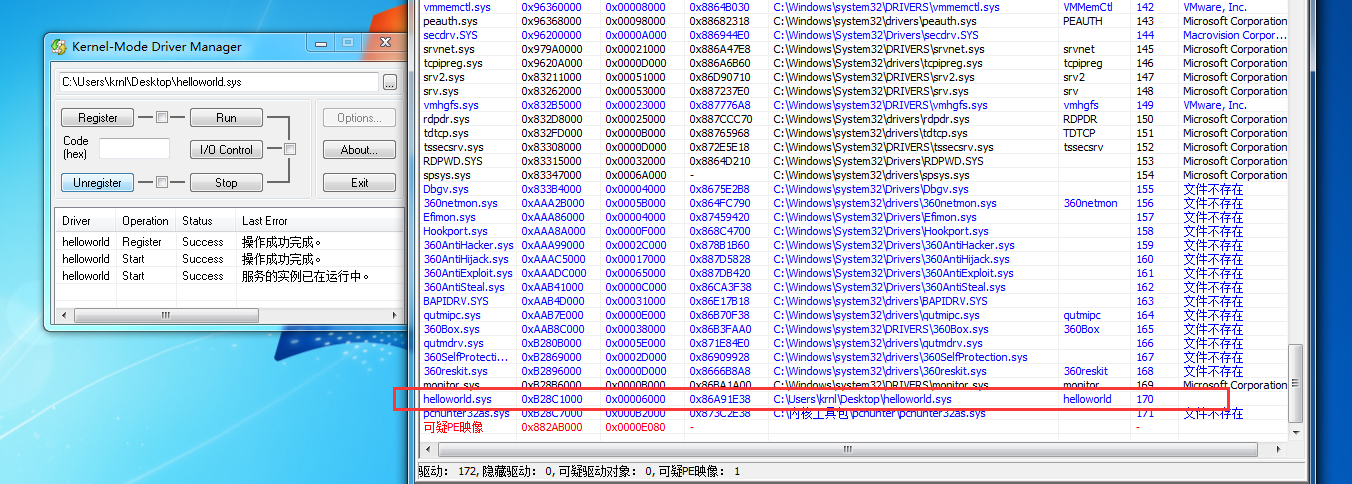 Kernel-Mode Driver Manager
C:\Users\krnl\Desktop\helloworld.sys
...
Register Run Options...
Code (hex) I/O Control About...
Unregister Stop Exit
Driver Operation Status Last Error
helloworld Register Success 操作成功完成。
helloworld Start Success 操作成功完成。
helloworld Start Success 服务的实例已在运行中。
vmmemctl.sys 0x96360000 0x00008000 0x8864B030 C:\Windows\system32\DRIVERS\vmmemctl.sys VMMemCtl 142 VMware, Inc.
peauth.sys 0x96368000 0x00098000 0x88682318 C:\Windows\system32\drivers\peauth.sys PEAUTH 143 Microsoft Corporation
secdrv.SYS 0x96200000 0x0000A000 0x886944E0 C:\Windows\System32\Drivers\secdrv.SYS 144 Macrovision Corpor...
srvnet.sys 0x979A0000 0x00021000 0x886A47E8 C:\Windows\System32\DRIVERS\srvnet.sys srvnet 145 Microsoft Corporation
tcpipreg.sys 0x9620A000 0x0000D000 0x886A6B60 C:\Windows\System32\drivers\tcpipreg.sys tcpipreg 146 Microsoft Corporation
srv2.sys 0x83211000 0x00051000 0x86D90710 C:\Windows\System32\DRIVERS\srv2.sys srv2 147 Microsoft Corporation
srv.sys 0x83262000 0x00053000 0x887237E0 C:\Windows\System32\DRIVERS\srv.sys srv 148 Microsoft Corporation
vmhgfs.sys 0x832B5000 0x00023000 0x887776A8 C:\Windows\system32\DRIVERS\vmhgfs.sys vmhgfs 149 VMware, Inc.
rdpdr.sys 0x832D8000 0x00025000 0x887CCC70 C:\Windows\System32\drivers\rdpdr.sys RDPDR 150 Microsoft Corporation
tdtcp.sys 0x832FD000 0x0000B000 0x88765968 C:\Windows\system32\drivers\tdtcp.sys TDTCP 151 Microsoft Corporation
tssecsrv.sys 0x83308000 0x0000D000 0x872E5E18 C:\Windows\System32\DRIVERS\tssecsrv.sys tssecsrv 152 Microsoft Corporation
RDPWD.SYS 0x83315000 0x00032000 0x8864D210 C:\Windows\System32\Drivers\RDPWD.SYS 153 Microsoft Corporation
spsys.sys 0x83347000 0x0006A000 - C:\Windows\system32\drivers\spsys.sys 154 Microsoft Corporation
Dbgv.sys 0x833B4000 0x00004000 0x8675E2B8 C:\Windows\system32\Drivers\Dbgv.sys 155 文件不存在
360netmon.sys 0xAAA2B000 0x0005B000 0x864FC790 C:\Windows\system32\drivers\360netmon.sys 360netmon 156 文件不存在
Efimon.sys 0xAAA86000 0x00004000 0x87459420 C:\Windows\System32\Drivers\Efimon.sys 157 文件不存在
Hookport.sys 0xAAA8A000 0x0000F000 0x868C4700 C:\Windows\System32\Drivers\Hookport.sys 158 文件不存在
360AntiHacker.sys 0xAAA99000 0x0002C000 0x878B1B60 C:\Windows\System32\Drivers\360AntiHacker.sys 159 文件不存在
360AntiHijack.sys 0xAAAC5000 0x00017000 0x887D5828 C:\Windows\System32\Drivers\360AntiHijack.sys 160 文件不存在
360AntiExploit.sys 0xAAADC000 0x00065000 0x887DB420 C:\Windows\System32\Drivers\360AntiExploit.sys 161 文件不存在
360AntiSteal.sys 0xAAB41000 0x0000C000 0x86CA3F38 C:\Windows\system32\drivers\360AntiSteal.sys 162 文件不存在
BAPIDRV.SYS 0xAAB4D000 0x00031000 0x86E17B18 C:\Windows\system32\drivers\BAPIDRV.SYS 163 文件不存在
qutmipc.sys 0xAAB7E000 0x0000E000 0x86B70F38 C:\Windows\system32\drivers\qutmipc.sys qutmipc 164 文件不存在
360Box.sys 0xAAB8C000 0x00038000 0x86B3FAA0 C:\Windows\system32\DRIVERS\360Box.sys 360Box 165 文件不存在
qutmdrv.sys 0xB280B000 0x0005E000 0x871E84E0 C:\Windows\system32\drivers\qutmdrv.sys 166 文件不存在
360SelfProtecti... 0xB2869000 0x0002D000 0x86909928 C:\Windows\system32\drivers\360SelfProtection.sys 167 文件不存在
360reskit.sys 0xB2896000 0x0000D000 0x8666B8A8 C:\Windows\system32\drivers\360reskit.sys 360reskit 168 文件不存在
monitor.sys 0xB28B6000 0x0000B000 0x86BA1A00 C:\Windows\system32\DRIVERS\monitor.sys monitor 169 Microsoft Corporation
helloworld.sys 0xB28C1000 0x00006000 0x86A91E38 C:\Users\krnl\Desktop\helloworld.sys helloworld 170
pchunter32as.sys 0xB28C7000 0x000B2000 0x873C2E38 C:\内核工具包\pchunter\pchunter32as.sys 171 文件不存在
可疑PE映像 0x882AB000 0x0000E080 - -
驱动: 172, 隐藏驱动: 0, 可疑驱动对象: 0, 可疑PE映像: 1